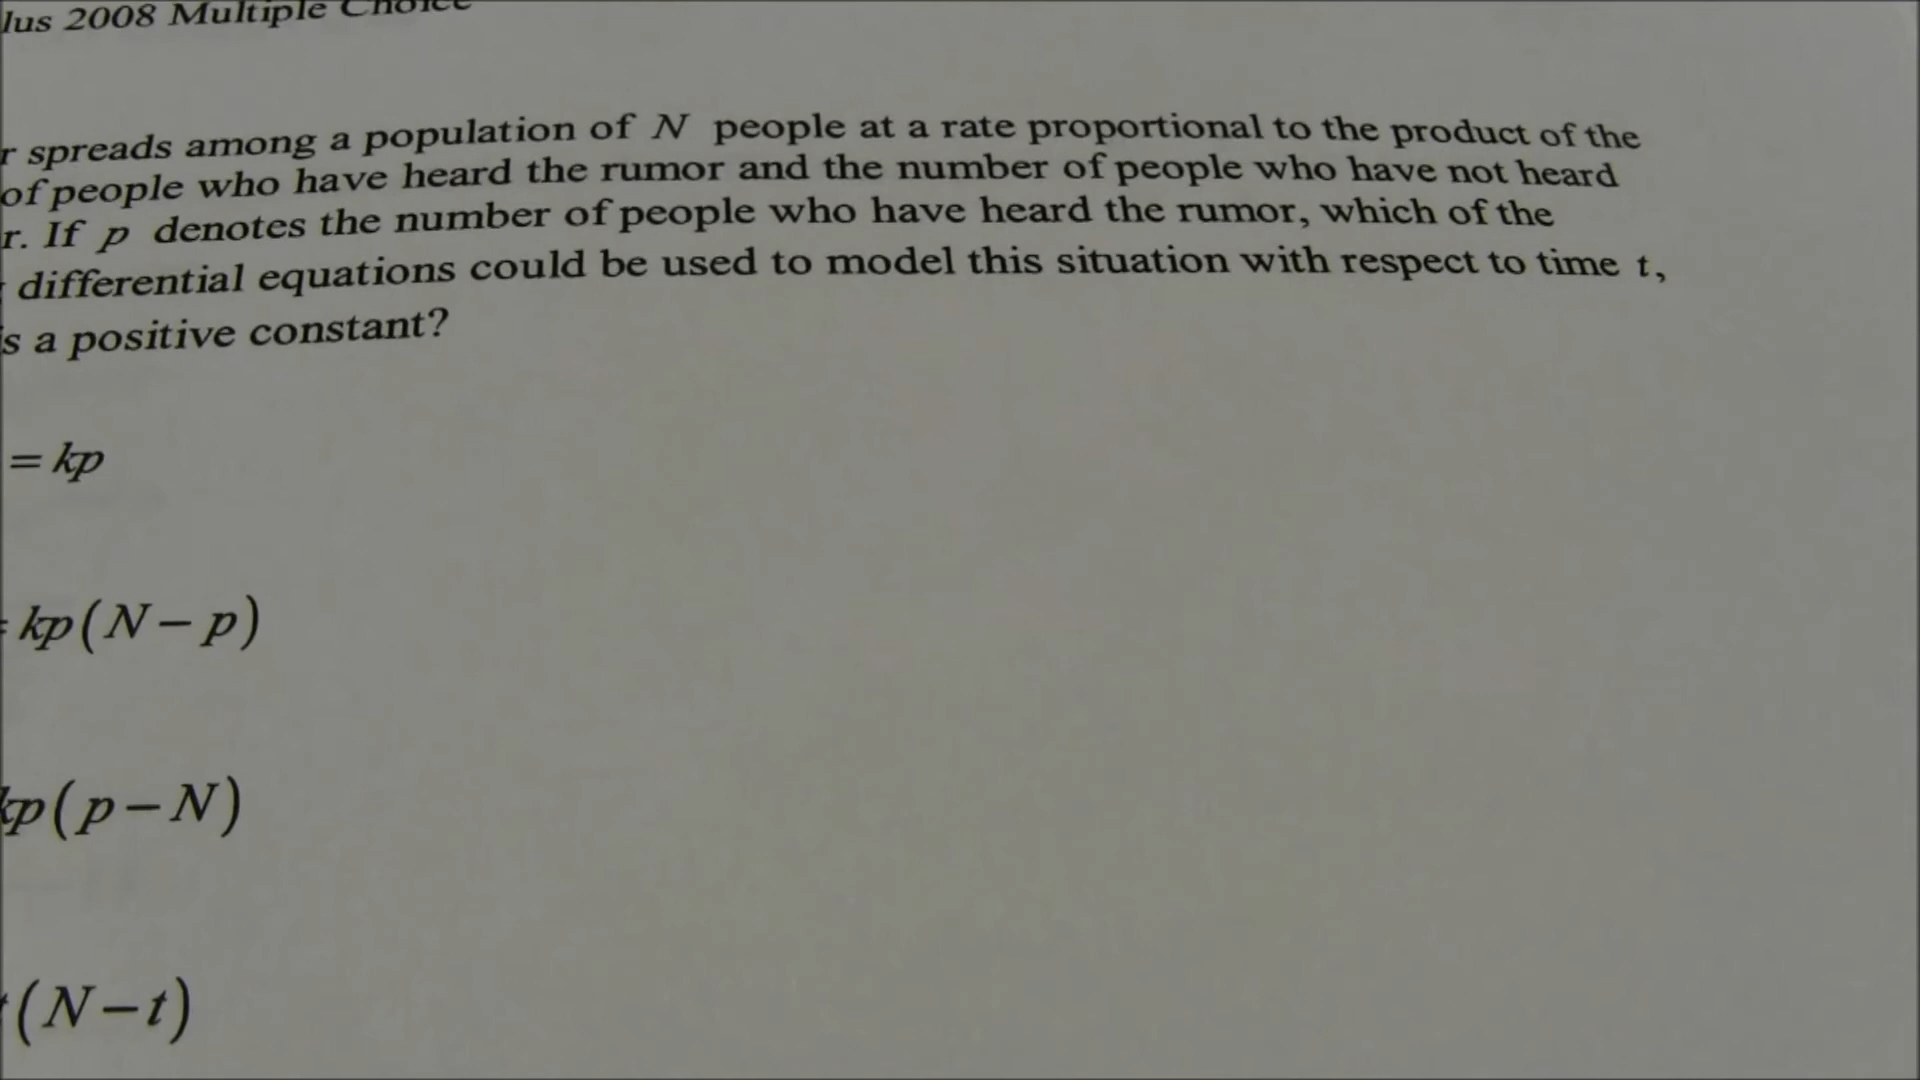 lus 2008 Multiple Choice
r spreads among a population of N people at a rate proportional to the product of the
of people who have heard the rumor and the number of people who have not heard
r. If p denotes the number of people who have heard the rumor, which of the
differential equations could be used to model this situation with respect to time t,
s a positive constant?
= kp
= kp(N − p)
kp(p − N)
(N − t)